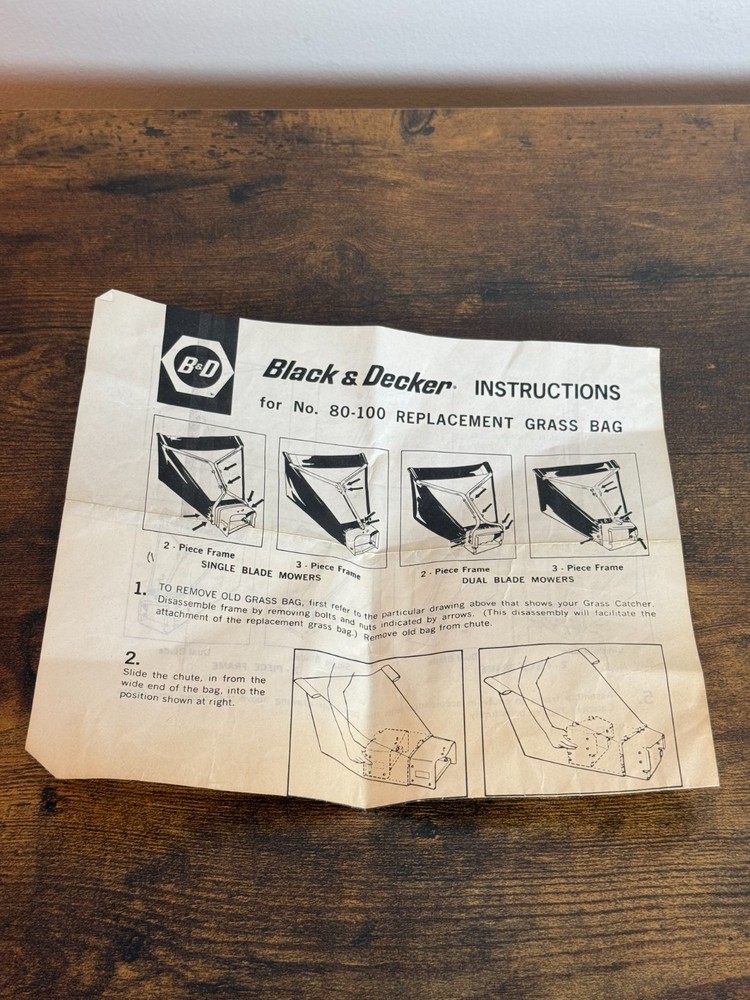 B&D
Black & Decker® INSTRUCTIONS
for No. 80-100 REPLACEMENT GRASS BAG
2 - Piece Frame
3 - Piece Frame
SINGLE BLADE MOWERS
2 - Piece Frame
3 - Piece Frame
DUAL BLADE MOWERS
1. TO REMOVE OLD GRASS BAG, first refer to the particular drawing above that shows your Grass Catcher.
Disassemble frame by removing bolts and nuts indicated by arrows. (This disassembly will facilitate the
attachment of the replacement grass bag.) Remove old bag from chute.
2.
Slide the chute, in from the
wide end of the bag, into the
position shown at right.